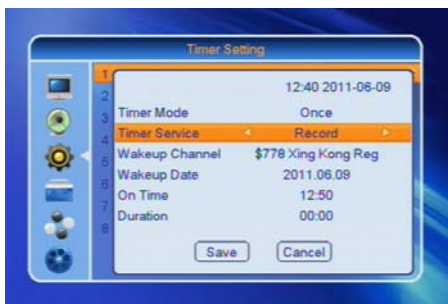 Timer Setting
1
2
3
4
5
6
7
8
12:40 2011-06-09
Timer Mode Once
Timer Service Record
Wakeup Channel $778 Xing Kong Reg
Wakeup Date 2011.06.09
On Time 12:50
Duration 00:00
Save Cancel